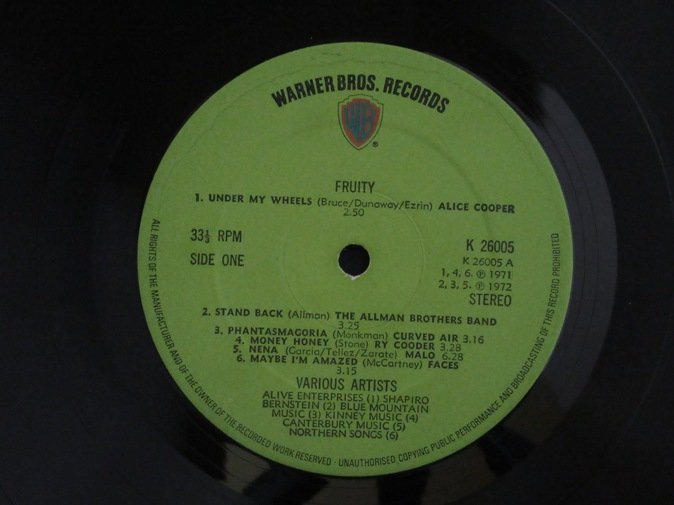 WARNER BROS. RECORDS
WB
®
FRUITY
1. UNDER MY WHEELS (Bruce/Dunaway/Ezrin) ALICE COOPER
2.50
33⅓ RPM
SIDE ONE
K 26005
K 26005 A
1, 4, 6. ℗ 1971
2, 3, 5. ℗ 1972
STEREO
2. STAND BACK (Allman) THE ALLMAN BROTHERS BAND
3.25
3. PHANTASMAGORIA (Monkman) CURVED AIR 3.16
4. MONEY HONEY (Stone) RY COODER 3.28
5. NENA (Garcia/Tellez/Zarate) MALO 6.28
6. MAYBE I'M AMAZED (McCartney) FACES
3.15
VARIOUS ARTISTS
ALIVE ENTERPRISES (1) SHAPIRO
BERNSTEIN (2) BLUE MOUNTAIN
MUSIC (3) KINNEY MUSIC (4)
CANTERBURY MUSIC (5)
NORTHERN SONGS (6)
ALL RIGHTS OF THE MANUFACTURER AND OF THE OWNER OF THE RECORDED WORK RESERVED · UNAUTHORISED COPYING PUBLIC PERFORMANCE AND BROADCASTING OF THIS RECORD PROHIBITED